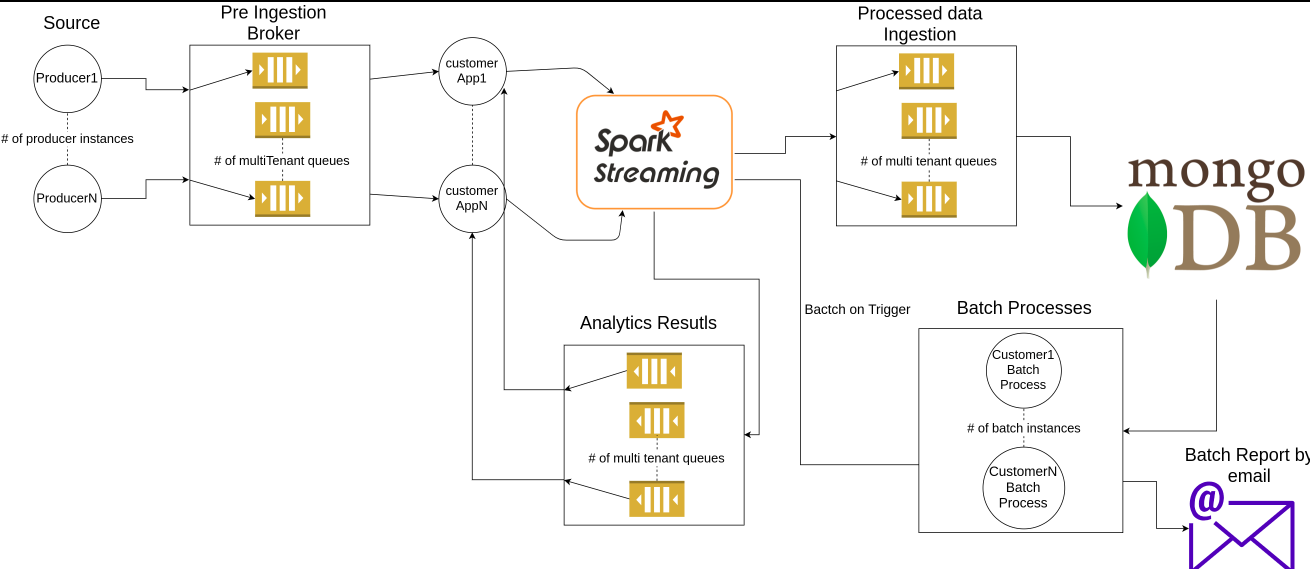 Source
Pre Ingestion
Broker
Processed data
Ingestion
Producer1
# of producer instances
ProducerN
# of multiTenant queues
customer
App1
customer
AppN
Spark
Streaming
# of multi tenant queues
mongo
DB
Analytics Resutls
# of multi tenant queues
Bactch on Trigger
Batch Processes
Customer1
Batch
Process
# of batch instances
CustomerN
Batch
Process
Batch Report by
email
@